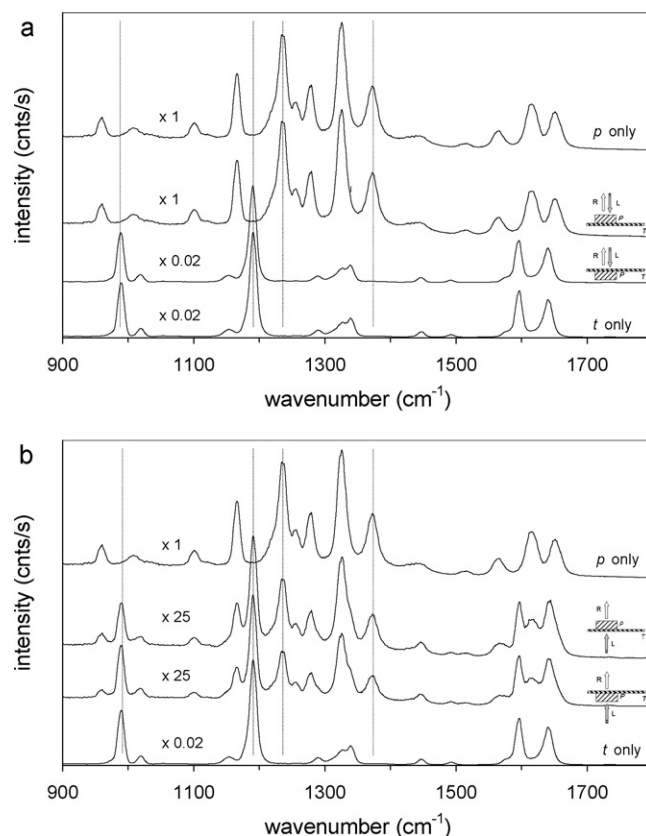 a
intensity (cnts/s)
x 1
p only
x 1
R L
P
T
x 0.02
R L
P
T
x 0.02
t only
900 1100 1300 1500 1700
wavenumber (cm-1)
b
intensity (cnts/s)
x 1
p only
x 25
R
P
T
L
x 25
R
P
T
L
x 0.02
t only
900 1100 1300 1500 1700
wavenumber (cm-1)